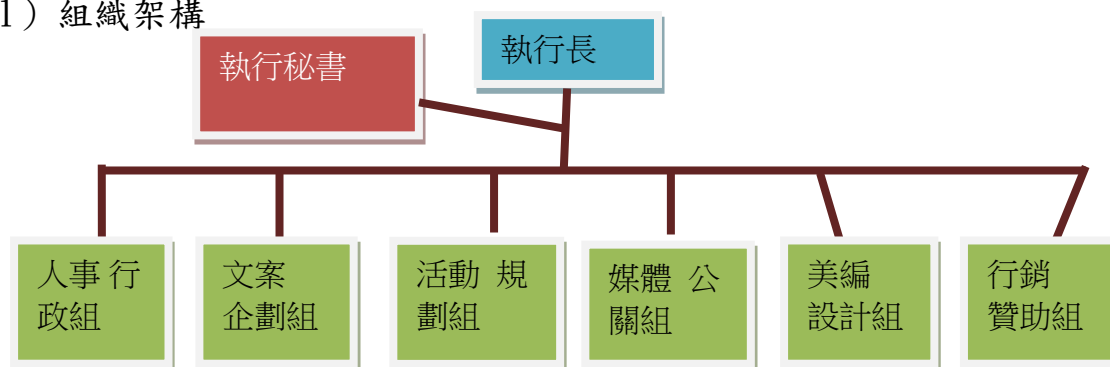 1）組織架構
執行秘書
執行長
人事 行
政組
文案
企劃組
活動 規
劃組
媒體 公
關組
美編
設計組
行銷
贊助組